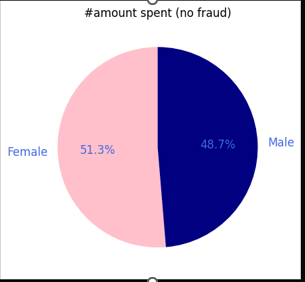 #amount spent (no fraud)
Female
51.3%
48.7%
Male